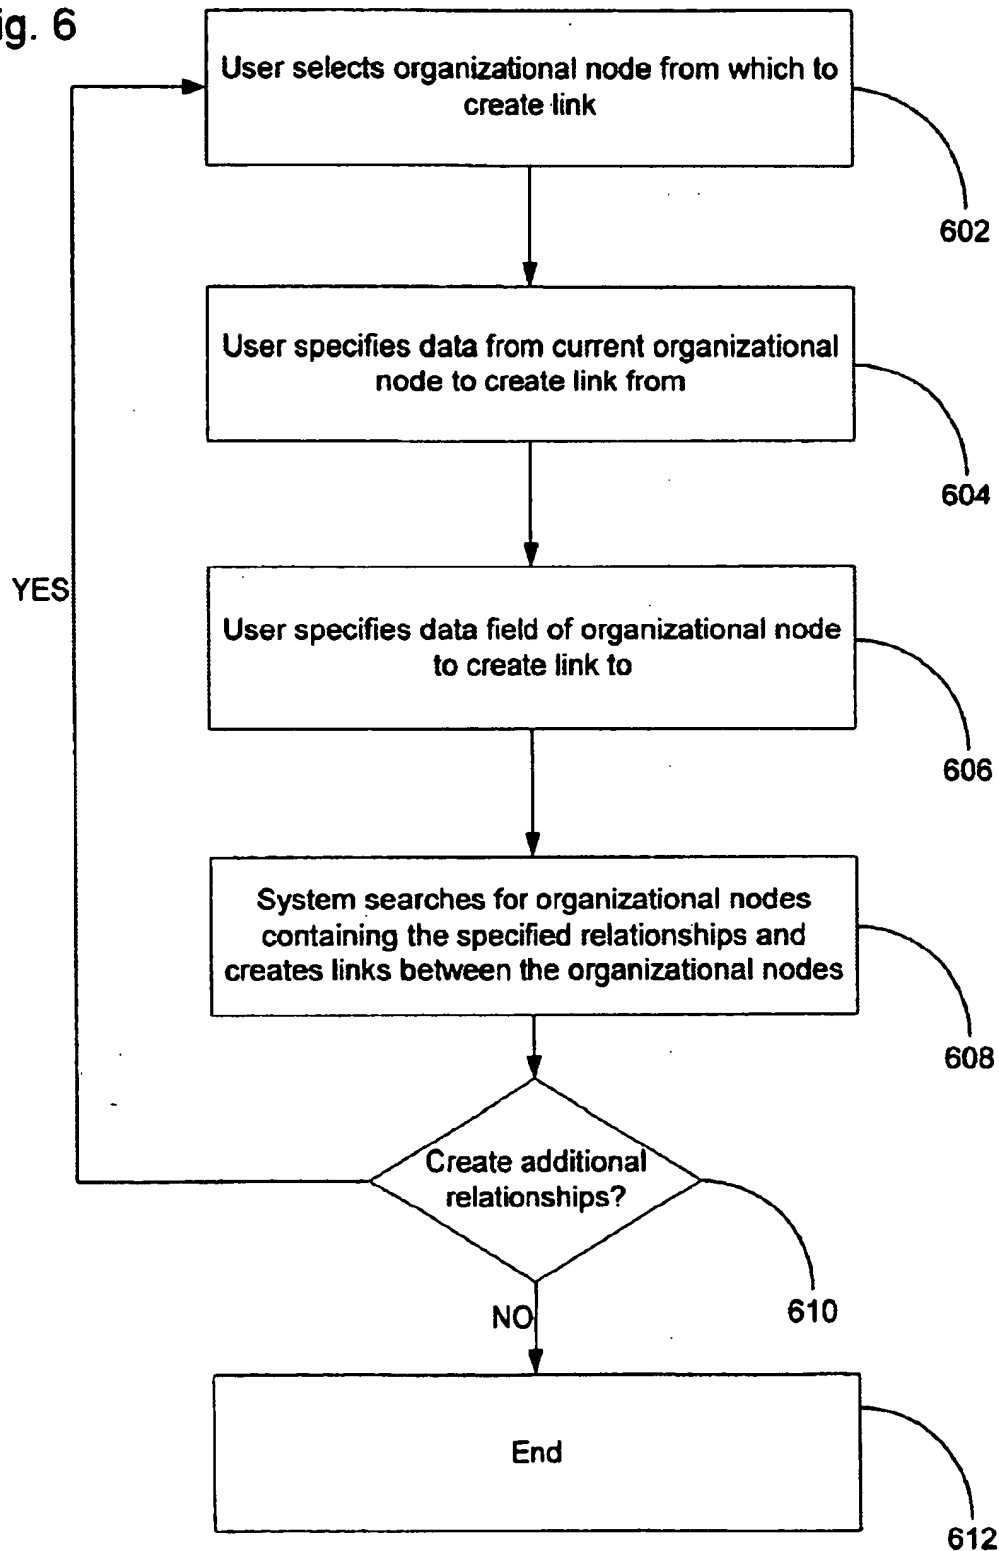 ig. 6
User selects organizational node from which to
create link
602
User specifies data from current organizational
node to create link from
604
YES
User specifies data field of organizational node
to create link to
606
System searches for organizational nodes
containing the specified relationships and
creates links between the organizational nodes
608
Create additional
relationships?
610
NO
End
612